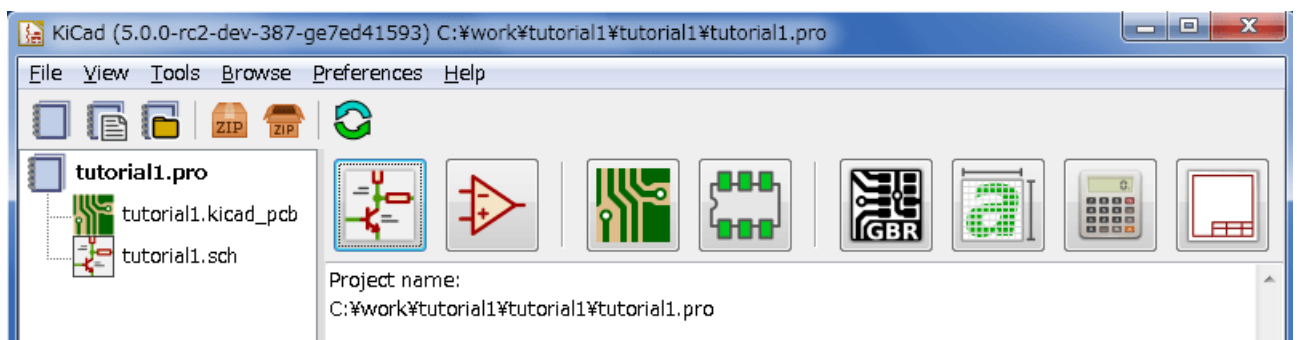 KiCad (5.0.0-rc2-dev-387-ge7ed41593) C:¥work¥tutorial1¥tutorial1¥tutorial1.pro
File View Tools Browse Preferences Help
ZIP ZIP
tutorial1.pro
tutorial1.kicad_pcb
tutorial1.sch
GBR a 0.
Project name:
C:¥work¥tutorial1¥tutorial1¥tutorial1.pro